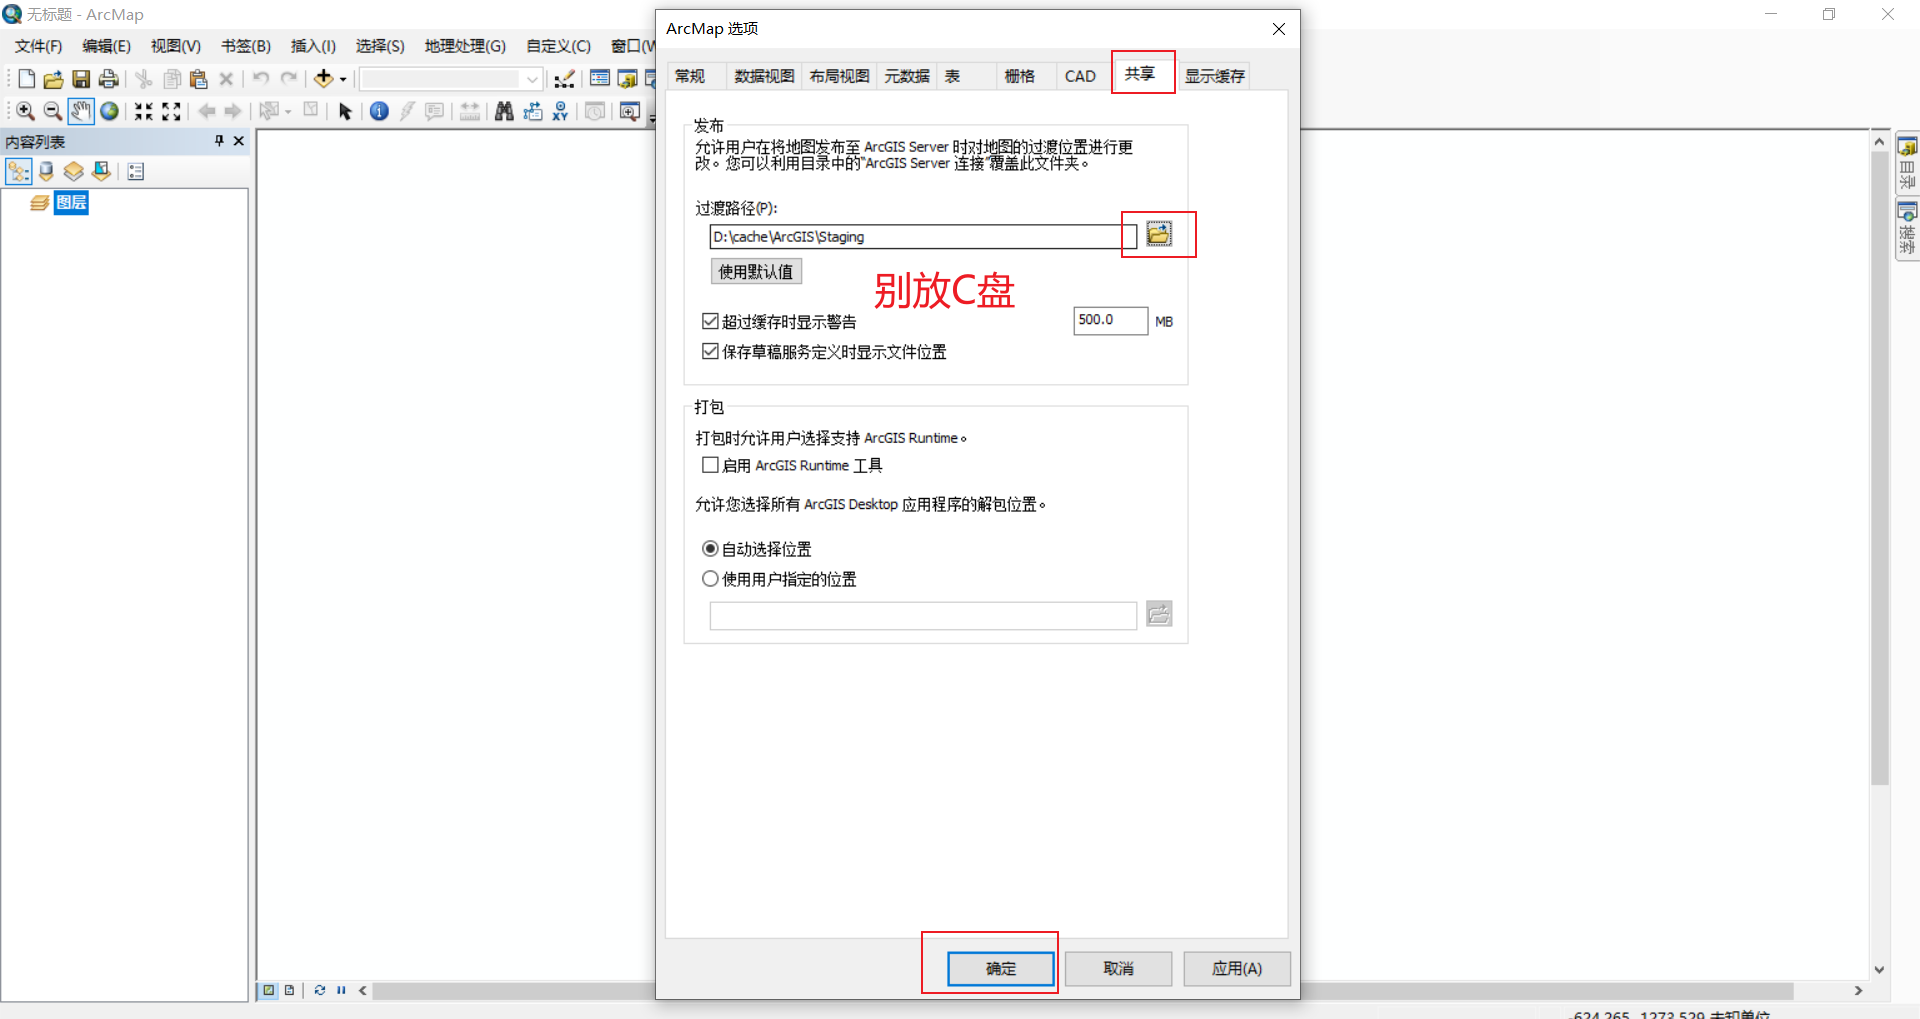 无标题 - ArcMap
文件(F) 编辑(E) 视图(V) 书签(B) 插入(I) 选择(S) 地理处理(G) 自定义(C) 窗口(W
内容列表
图层
ArcMap 选项
常规 数据视图 布局视图 元数据 表 栅格 CAD 共享 显示缓存
发布
允许用户在将地图发布至 ArcGIS Server 时对地图的过渡位置进行更
改。您可以利用目录中的“ArcGIS Server 连接”覆盖此文件夹。
过渡路径(P):
D:\cache\ArcGIS\Staging
使用默认值
别放C盘
超过缓存时显示警告 500.0 MB
保存草稿服务定义时显示文件位置
打包
打包时允许用户选择支持 ArcGIS Runtime。
启用 ArcGIS Runtime 工具
允许您选择所有 ArcGIS Desktop 应用程序的解包位置。
自动选择位置
使用用户指定的位置
确定 取消 应用(A)
目录
搜索
-624.265 -1273.529 未知单位